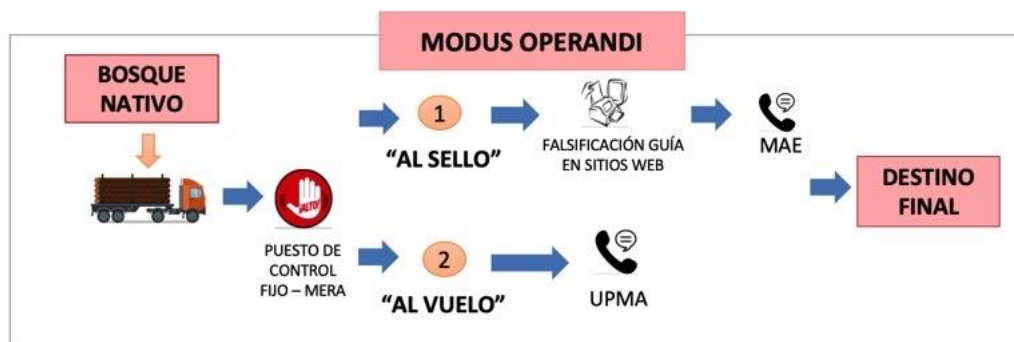 MODUS OPERANDI
BOSQUE
NATIVO
¡ALTO!
PUESTO DE
CONTROL
FIJO – MERA
1
“AL SELLO”
FALSIFICACIÓN GUÍA
EN SITIOS WEB
MAE
2
“AL VUELO”
UPMA
DESTINO
FINAL